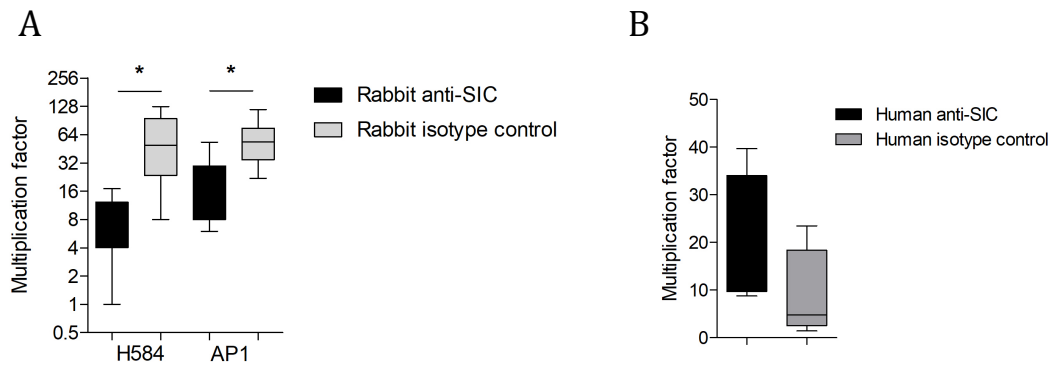 A
Multiplication factor
256
128
64
32
16
8
4
2
1
0.5
*
*
H584
AP1
Rabbit anti-SIC
Rabbit isotype control
B
Multiplication factor
50
40
30
20
10
0
Human anti-SIC
Human isotype control